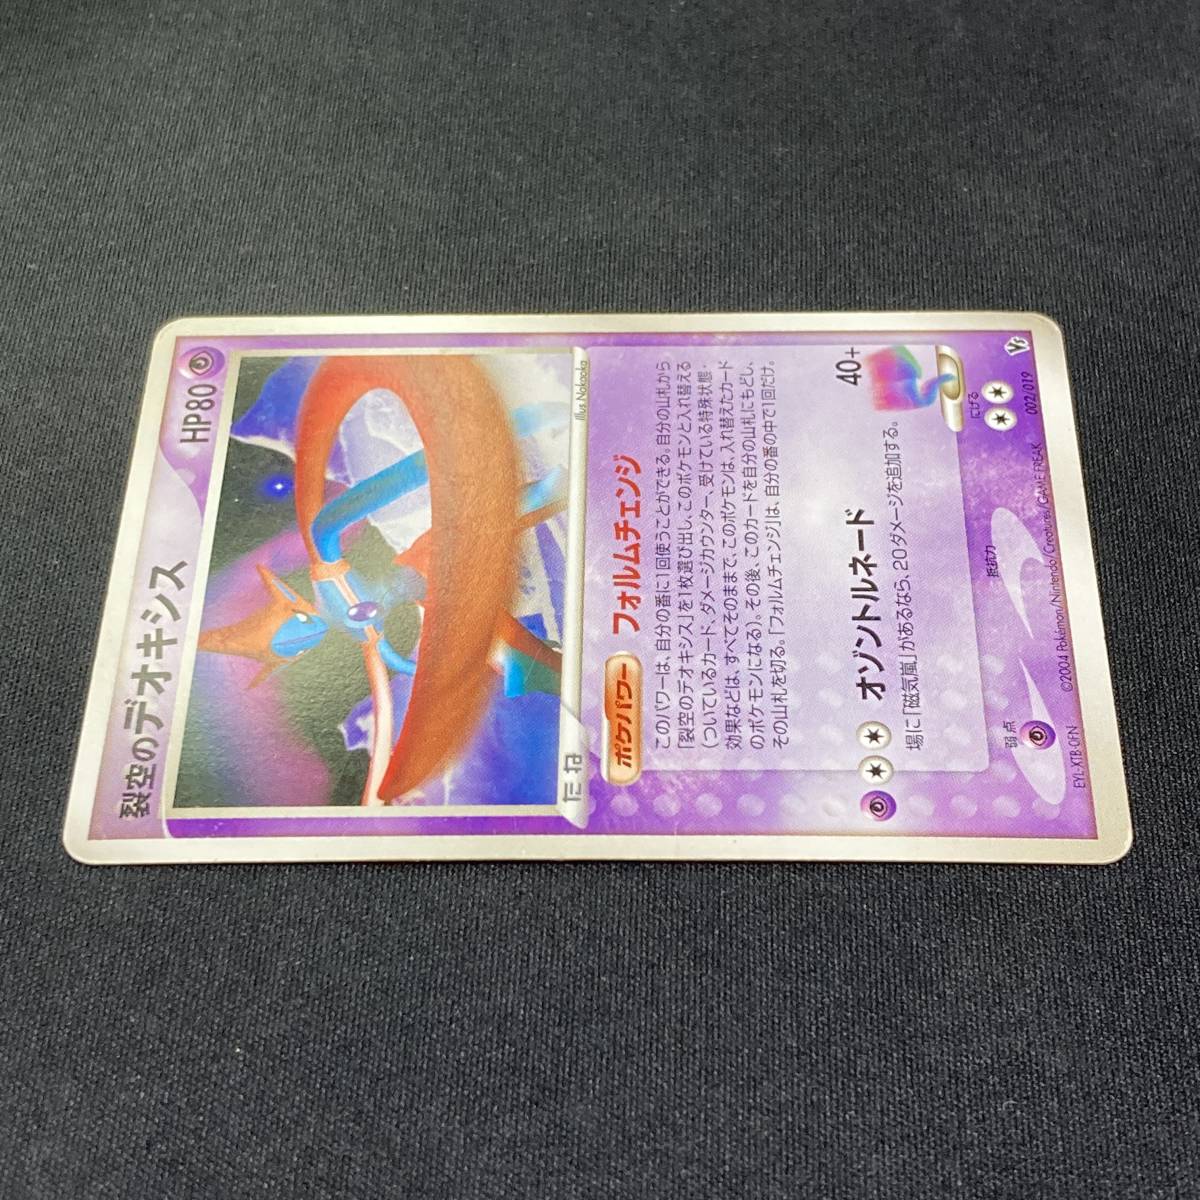 裂空のデオキシス HP80
Illus. Nakaoka
たね
ポケパワー フォルムチェンジ
このパワーは、自分の番に1回使うことができる。自分の山札から
「裂空のデオキシス」を1枚選び出し、このポケモンと入れ替える
(ついているカード、ダメージカウンター、受けている特殊状態・
効果などは、すべてそのままで、このポケモンは、入れ替えたカード
のポケモンになる)。その後、このカードを自分の山札にもどし、
その山札を切る。「フォルムチェンジ」は、自分の番の中で1回だけ。
オゾントルネード 40+
場に「磁気嵐」があるなら、20ダメージを追加する。
弱点 抵抗力 にげる
EYL-XTB-0FN ©2004 Pokémon/Nintendo/Creatures/GAME FREAK 002/019 VS